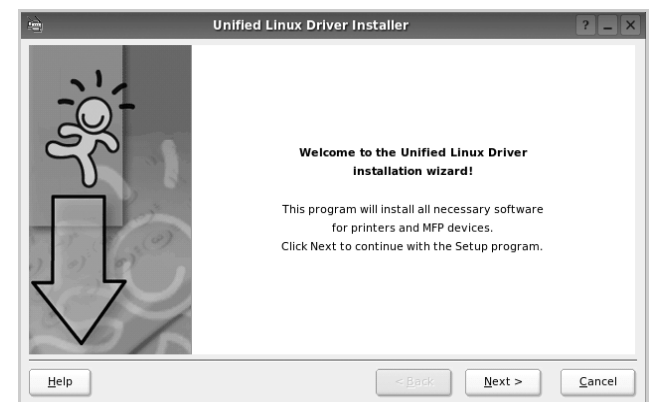 Unified Linux Driver Installer
? _ X
Welcome to the Unified Linux Driver
installation wizard!
This program will install all necessary software
for printers and MFP devices.
Click Next to continue with the Setup program.
Help
< Back
Next >
Cancel